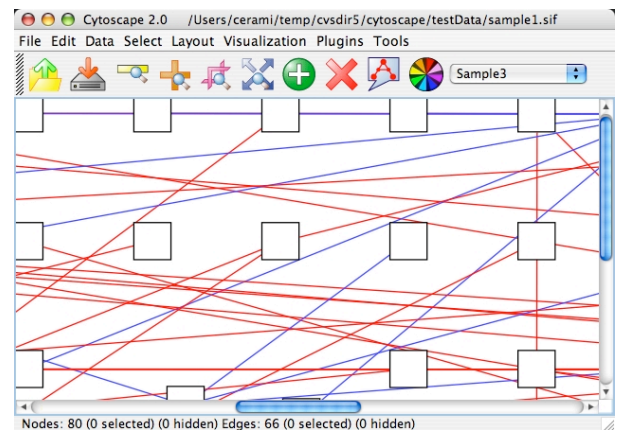 Cytoscape 2.0 /Users/cerami/temp/cvsdir5/cytoscape/testData/sample1.sif
File Edit Data Select Layout Visualization Plugins Tools
Sample3
Nodes: 80 (0 selected) (0 hidden) Edges: 66 (0 selected) (0 hidden)